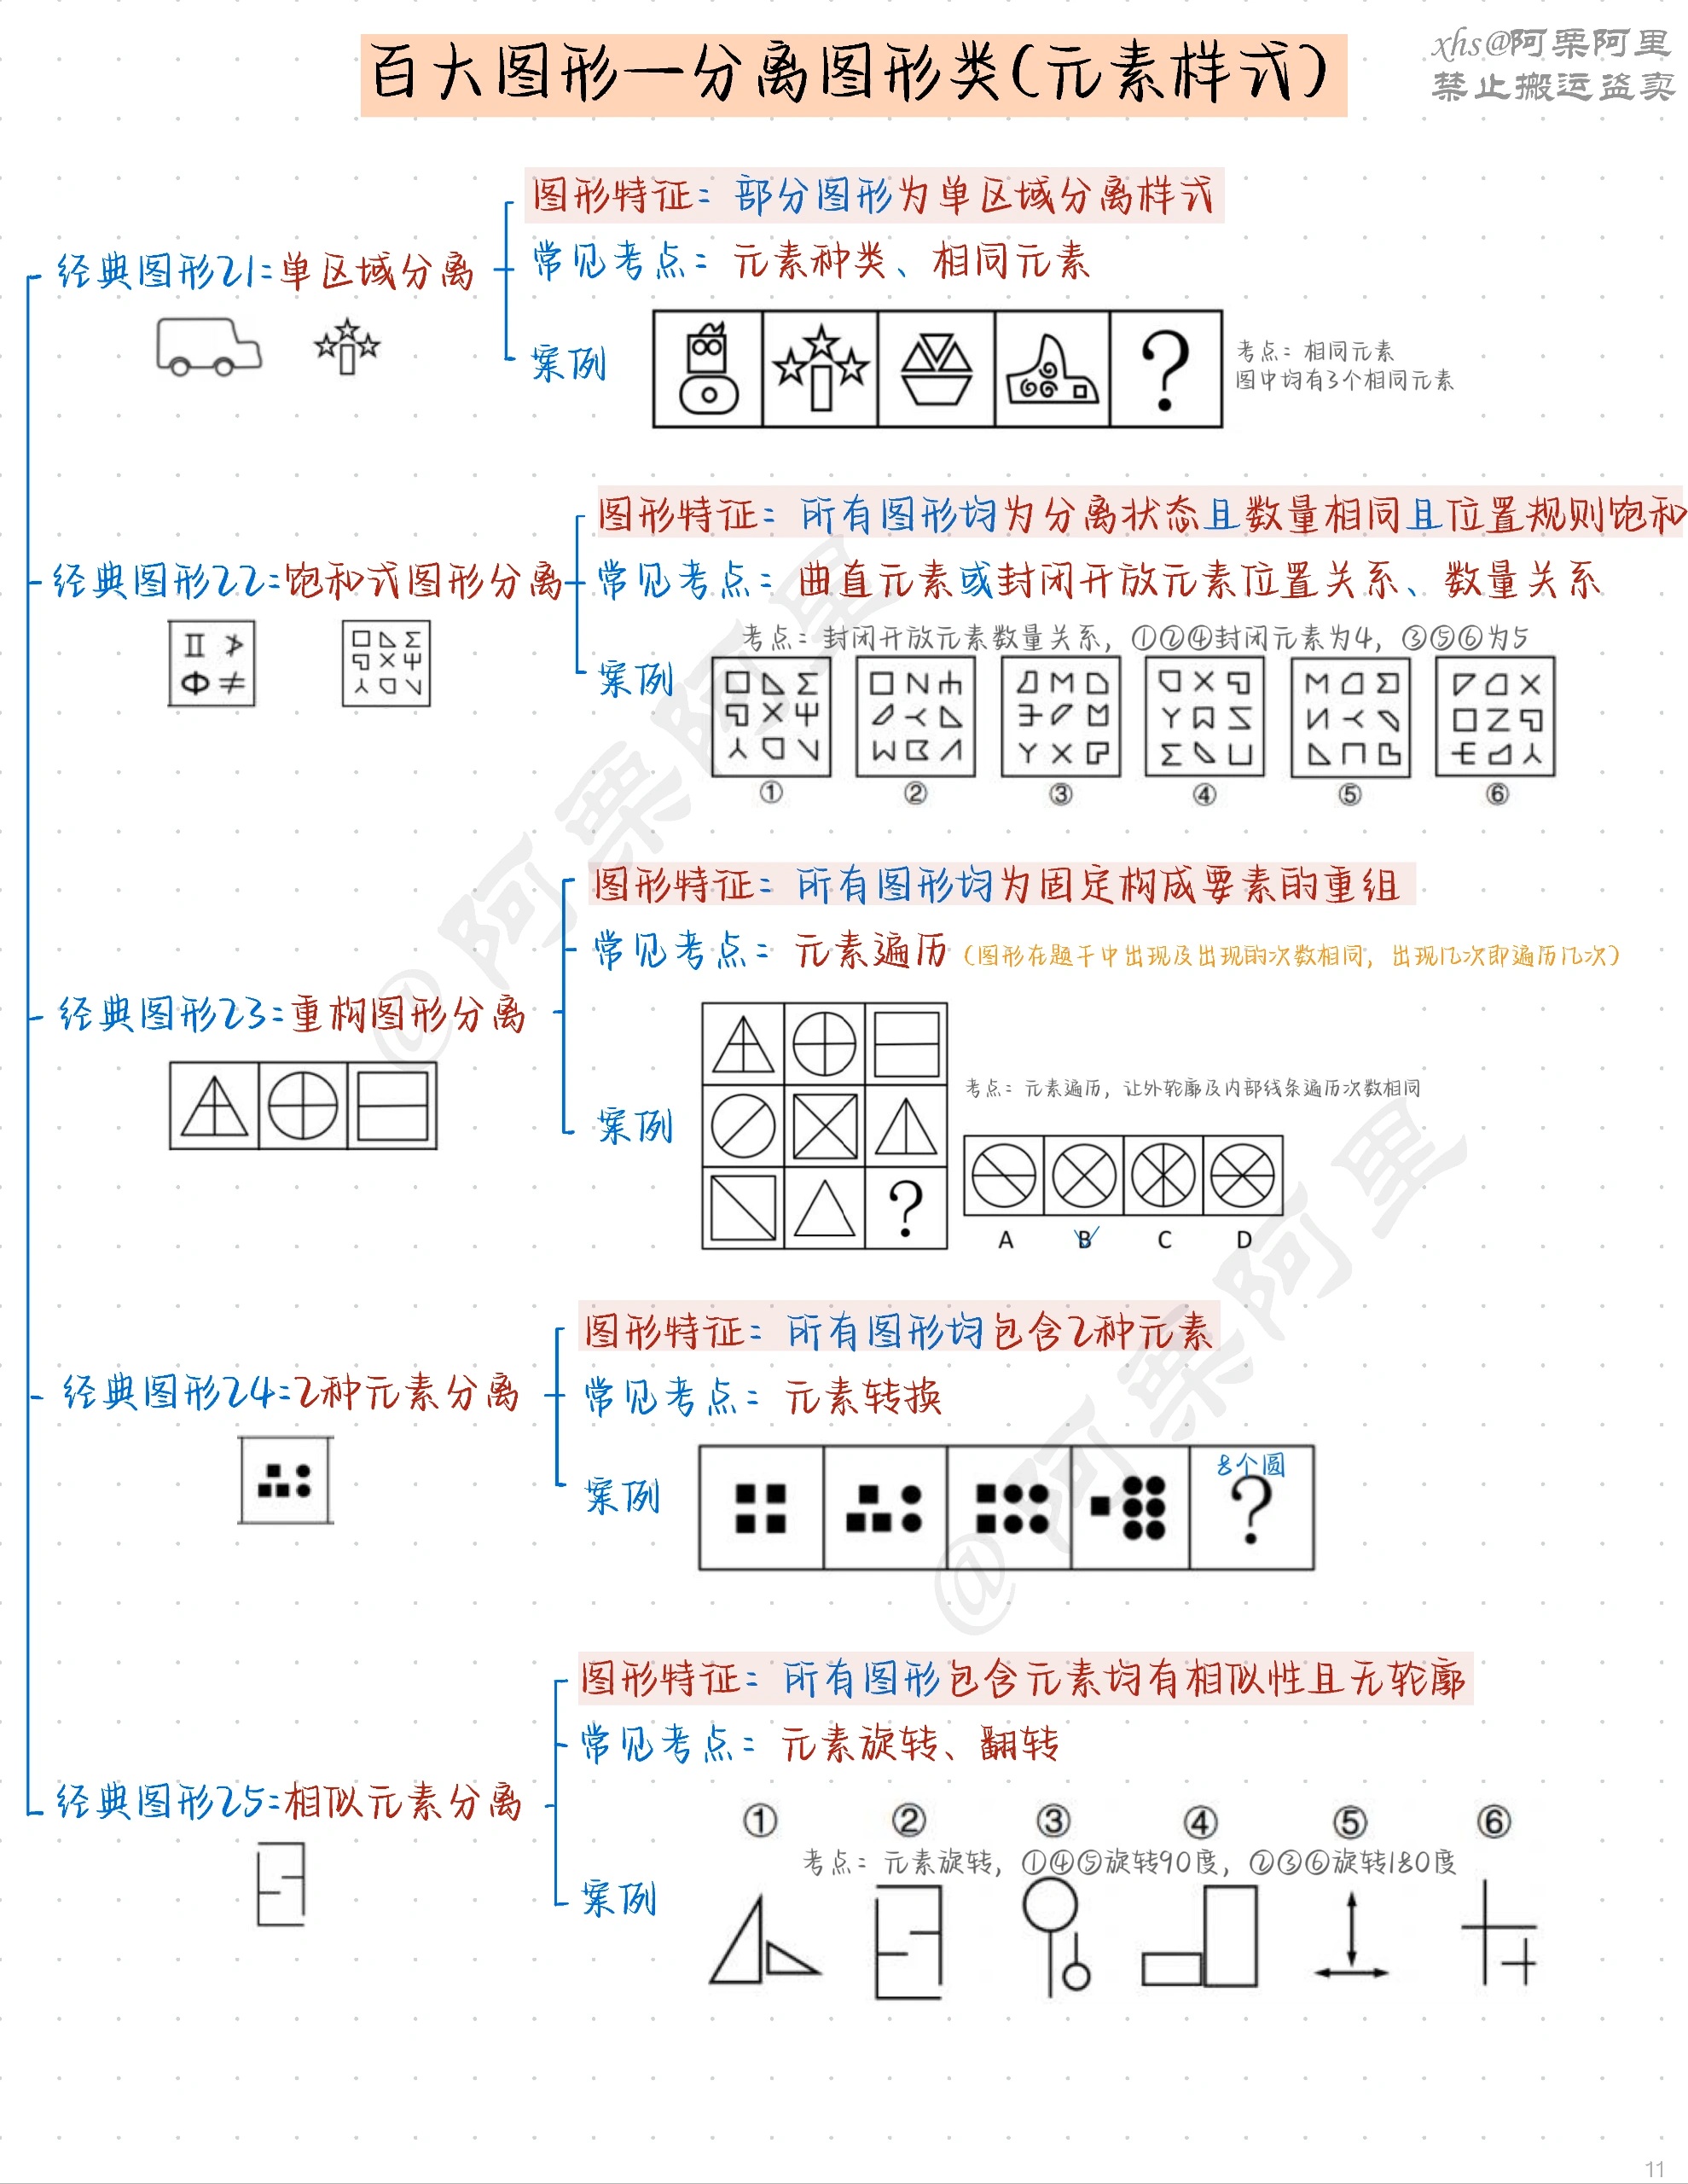 百大图形—分离图形类(元素样式)
xhs@阿栗阿里
禁止搬运盗卖
经典图形21:单区域分离
图形特征: 部分图形为单区域分离样式
常见考点: 元素种类、相同元素
案例
?
考点: 相同元素
图中均有3个相同元素
经典图形22:饱和式图形分离
图形特征: 所有图形均为分离状态且数量相同且位置规则饱和
常见考点: 曲直元素或封闭开放元素位置关系、数量关系
案例
考点: 封闭开放元素数量关系, ①②④封闭元素为4, ③⑤⑥为5
① ② ③ ④ ⑤ ⑥
经典图形23:重构图形分离
图形特征: 所有图形均为固定构成要素的重组
常见考点: 元素遍历 (图形在题干中出现及出现的次数相同, 出现几次即遍历几次)
案例
?
考点: 元素遍历, 让外轮廓及内部线条遍历次数相同
A B C D
经典图形24:2种元素分离
图形特征: 所有图形均包含2种元素
常见考点: 元素转换
案例
8个圆
?
经典图形25:相似元素分离
图形特征: 所有图形包含元素均有相似性且无轮廓
常见考点: 元素旋转、翻转
案例
① ② ③ ④ ⑤ ⑥
考点: 元素旋转, ①④⑤旋转90度, ②③⑥旋转180度
@阿栗阿里
@阿栗阿里
11